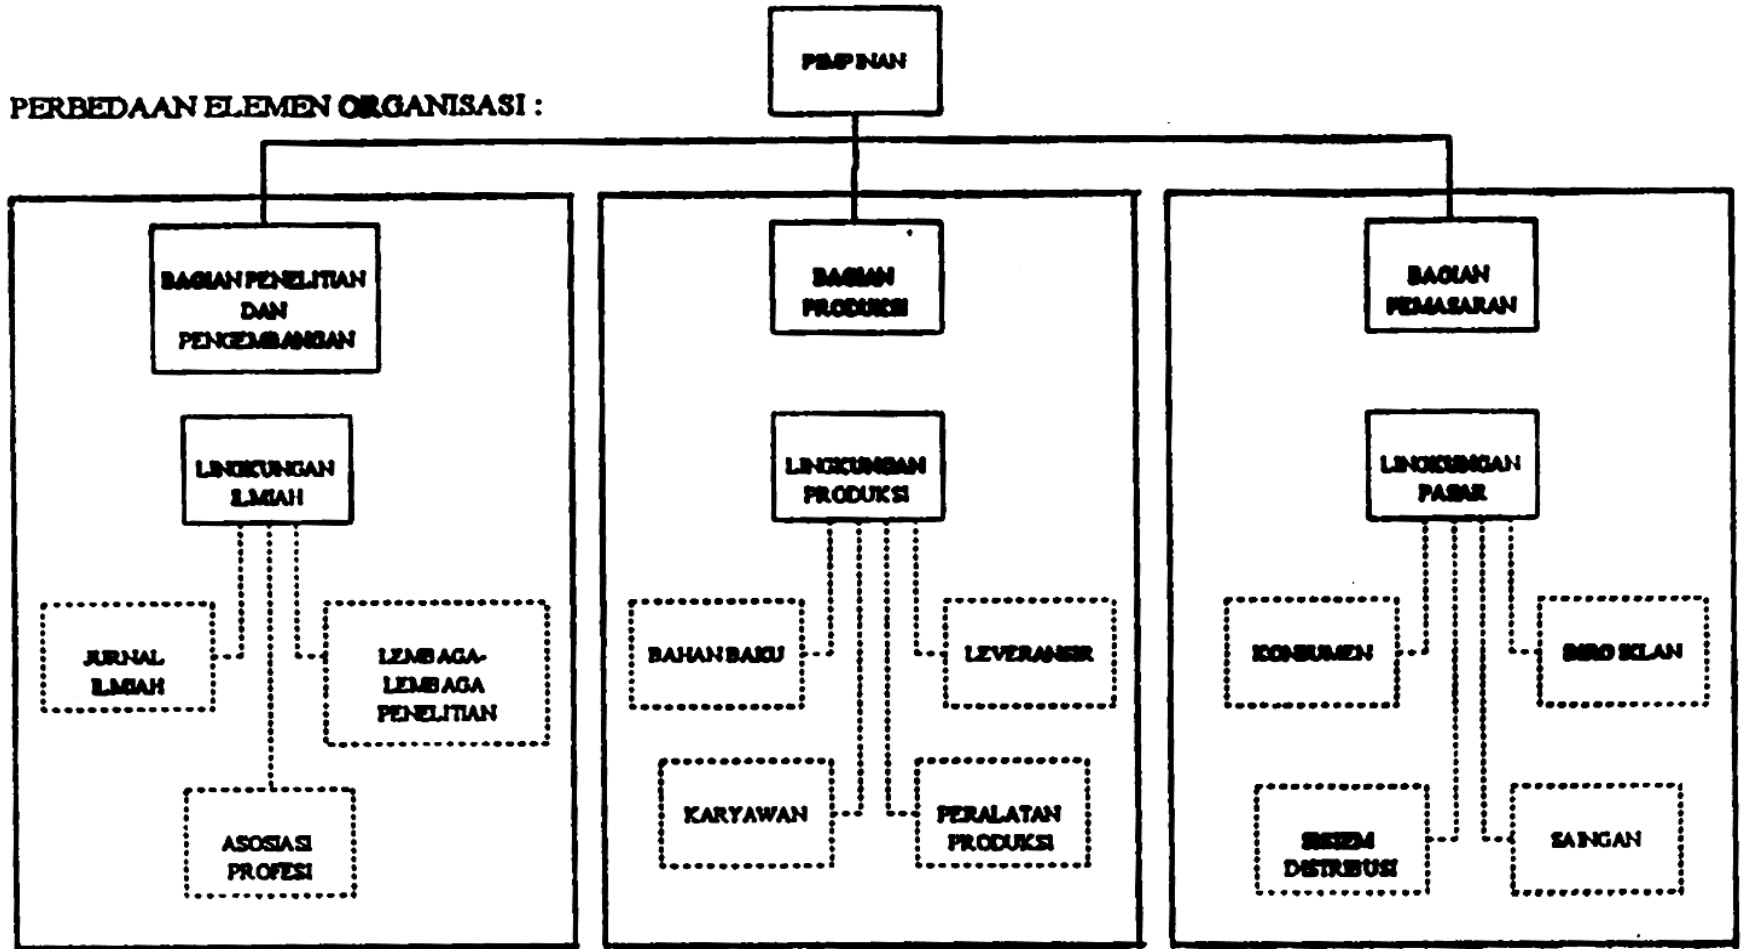 PIMPINAN
PERBEDAAN ELEMEN ORGANISASI :
BAGIAN PENELITIAN
DAN
PENGEMBANGAN
BAGIAN
PRODUKSI
BAGIAN
PEMASARAN
LINGKUNGAN
ILMIAH
LINGKUNGAN
PRODUKSI
LINGKUNGAN
PASAR
JURNAL
ILMIAH
LEMBAGA-
LEMBAGA
PENELITIAN
BAHAN BAKU
LEVERANSIR
KONSUMEN
BIRO IKLAN
ASOSIASI
PROFESI
KARYAWAN
PERALATAN
PRODUKSI
SISTEM
DISTRIBUSI
SAINGAN